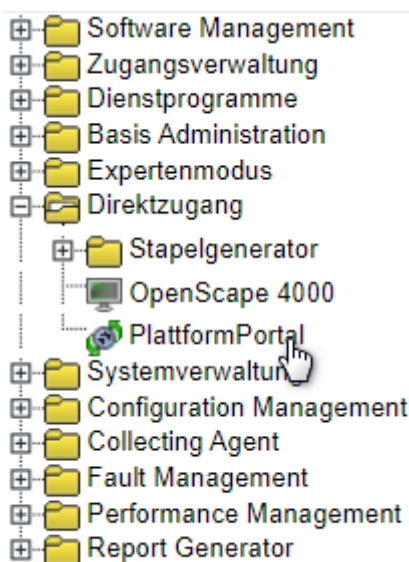 Software Management
Zugangsverwaltung
Dienstprogramme
Basis Administration
Expertenmodus
Direktzugang
Stapelgenerator
OpenScape 4000
PlattformPortal
Systemverwaltung
Configuration Management
Collecting Agent
Fault Management
Performance Management
Report Generator